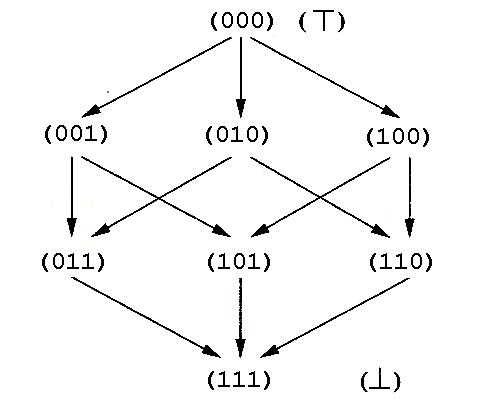 (000) (⊤)
(001) (010) (100)
(011) (101) (110)
(111) (⊥)